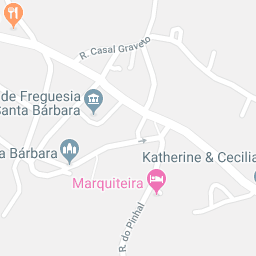 R. Casal Graveto
de Freguesia
Santa Bárbara
a Bárbara
Katherine & Cecilia
Marquiteira
R. do Pinhal